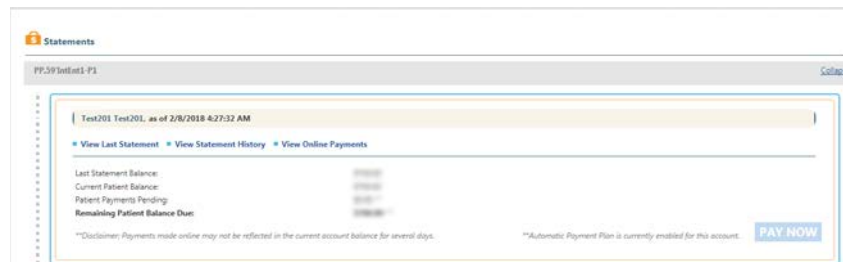 Statements
PP.59'IntEnt1-P1
Test201 Test201, as of 2/8/2018 4:27:32 AM
View Last Statement View Statement History View Online Payments
Last Statement Balance:
Current Patient Balance:
Patient Payments Pending:
Remaining Patient Balance Due:
**Disclaimer: Payments made online may not be reflected in the current account balance for several days. **Automatic Payment Plan is currently enabled for this account. PAY NOW